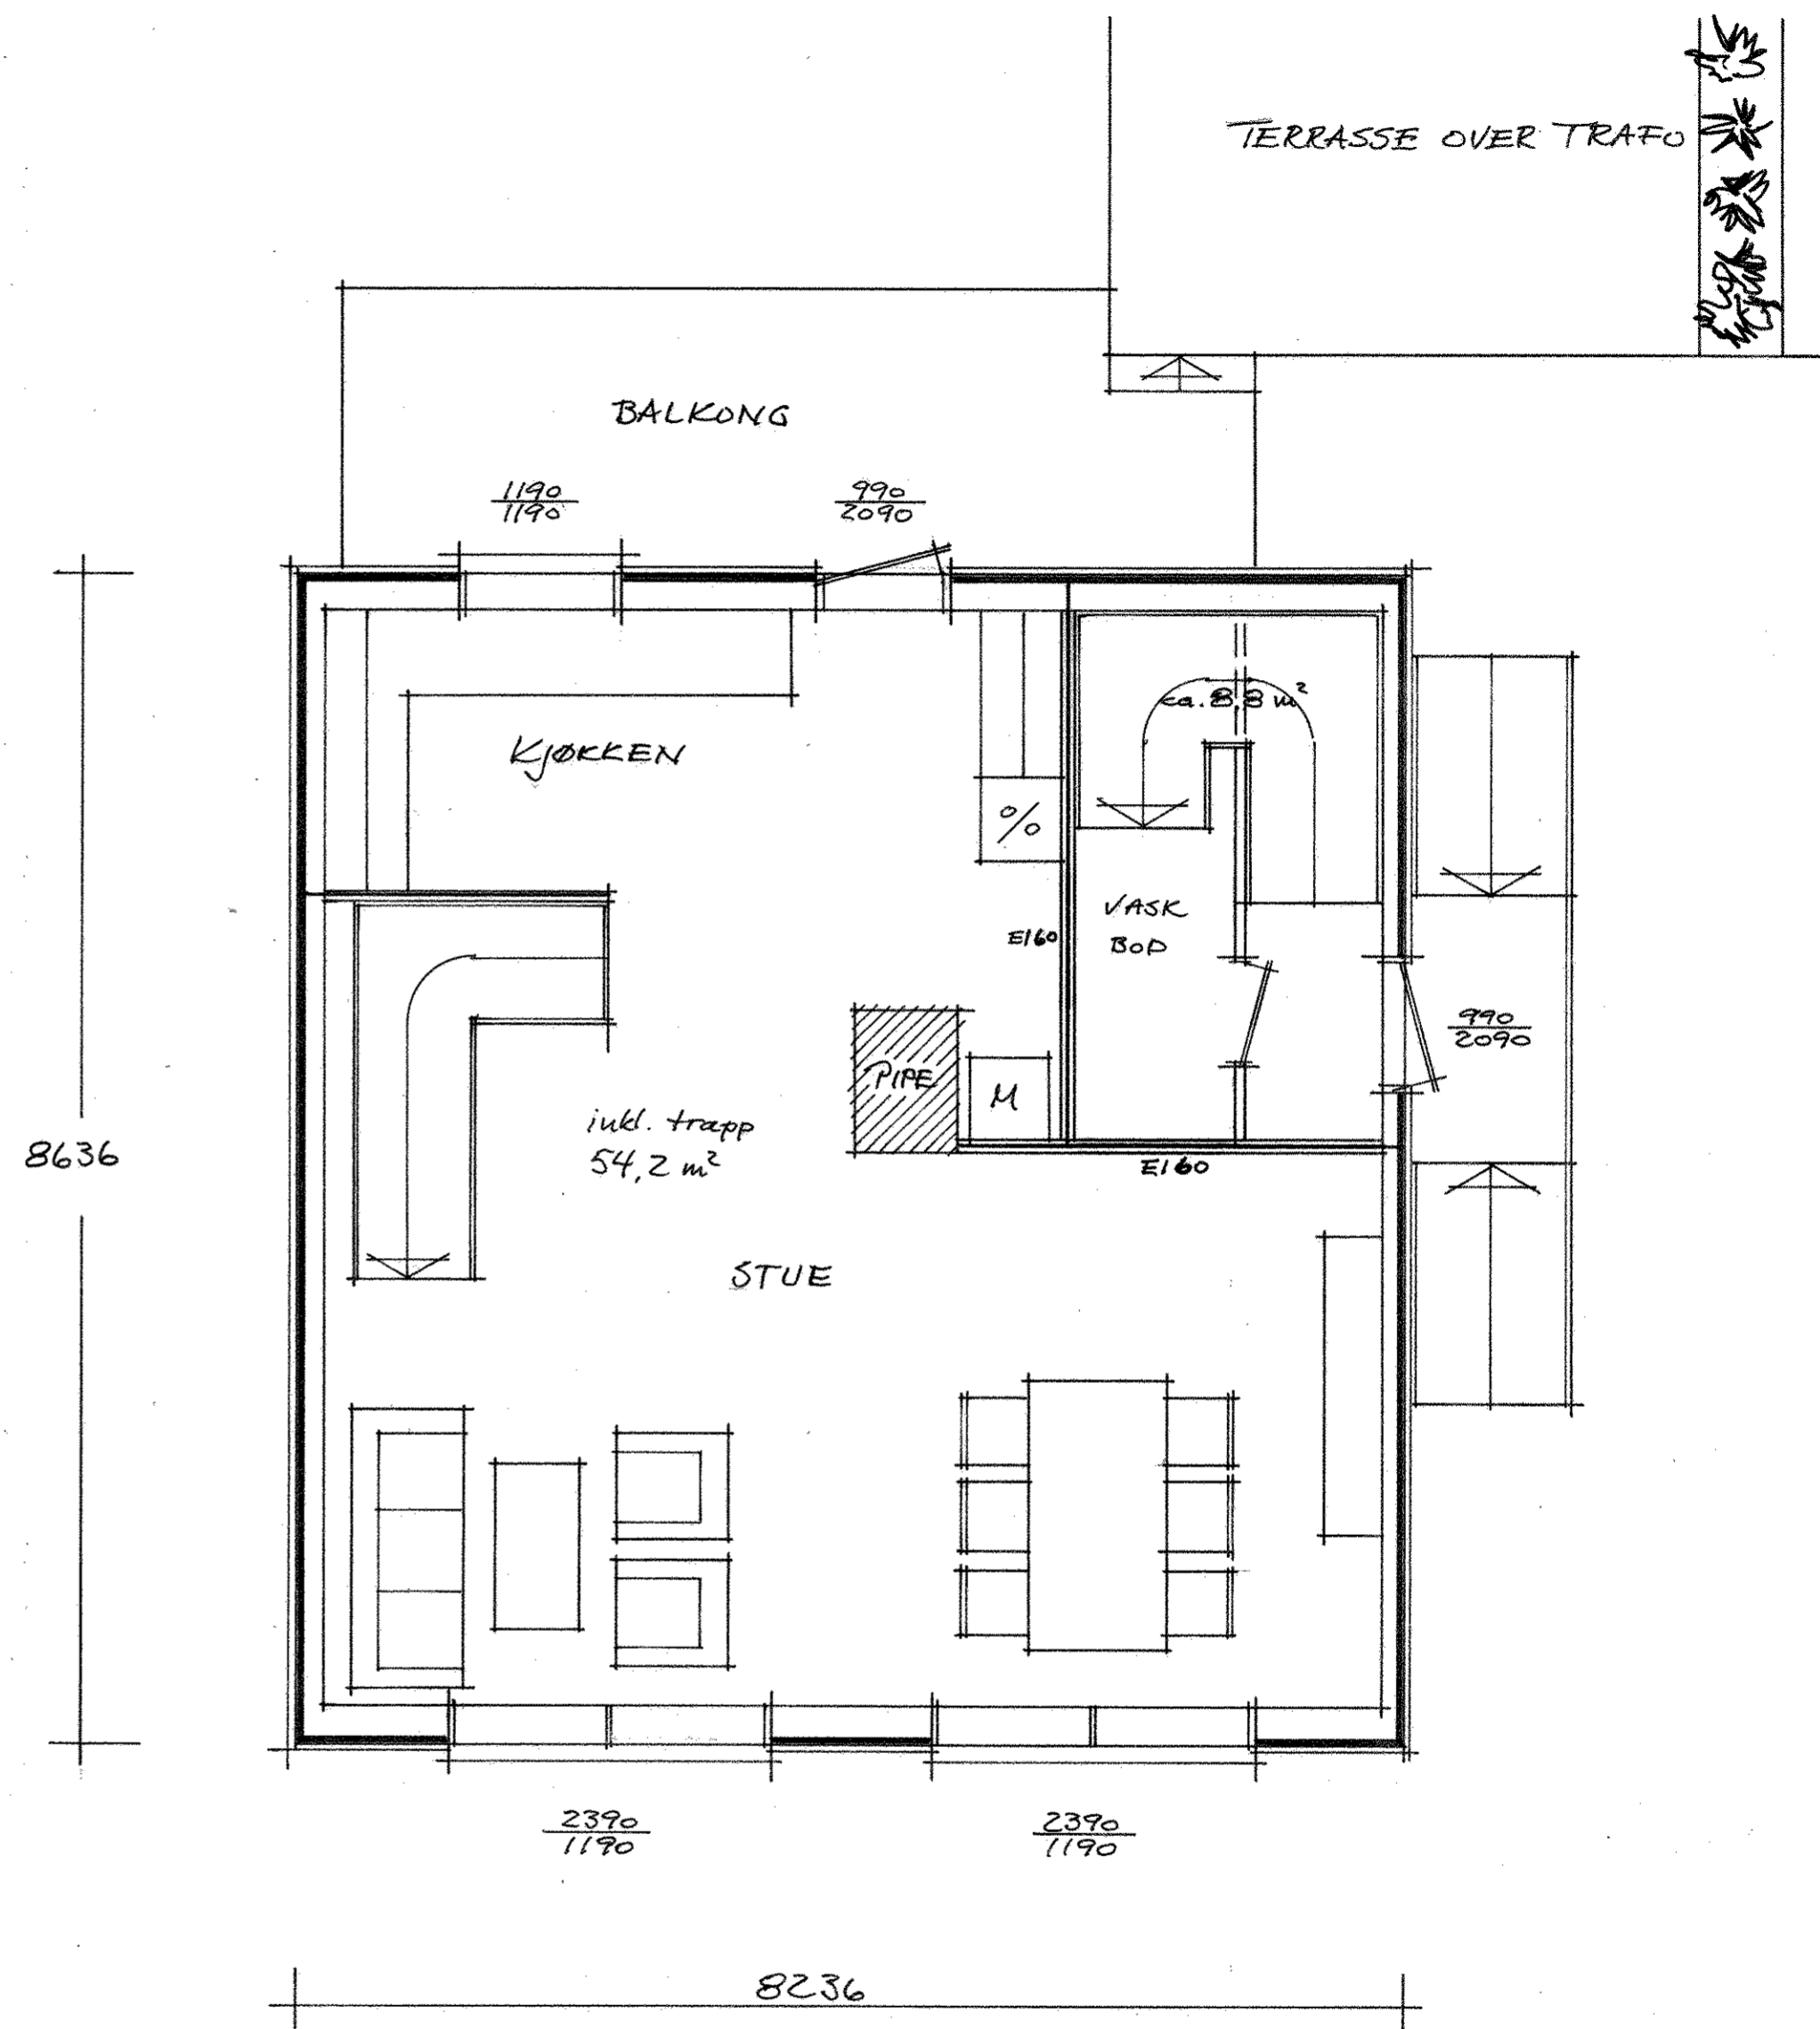 TERRASSE OVER TRAFO
BALKONG
1190
1190
990
2090
ca. 8,8 m²
KJØKKEN
%
VASK
BOD
E160
990
2090
PIPE
M
inkl. trapp
54,2 m²
8636
E160
STUE
2390
1190
2390
1190
8236